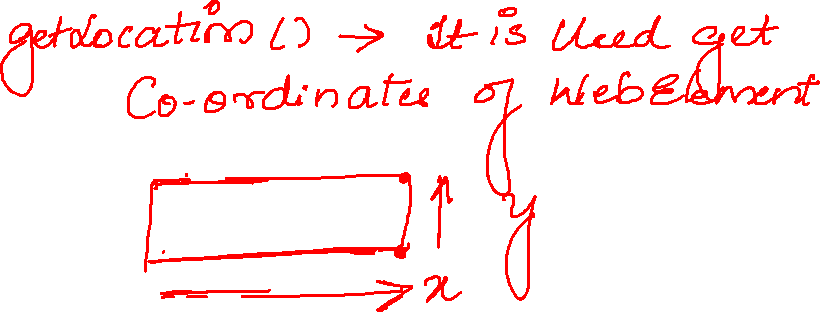 getLocation() → It is Used get
Co-ordinates of WebElement
y
x